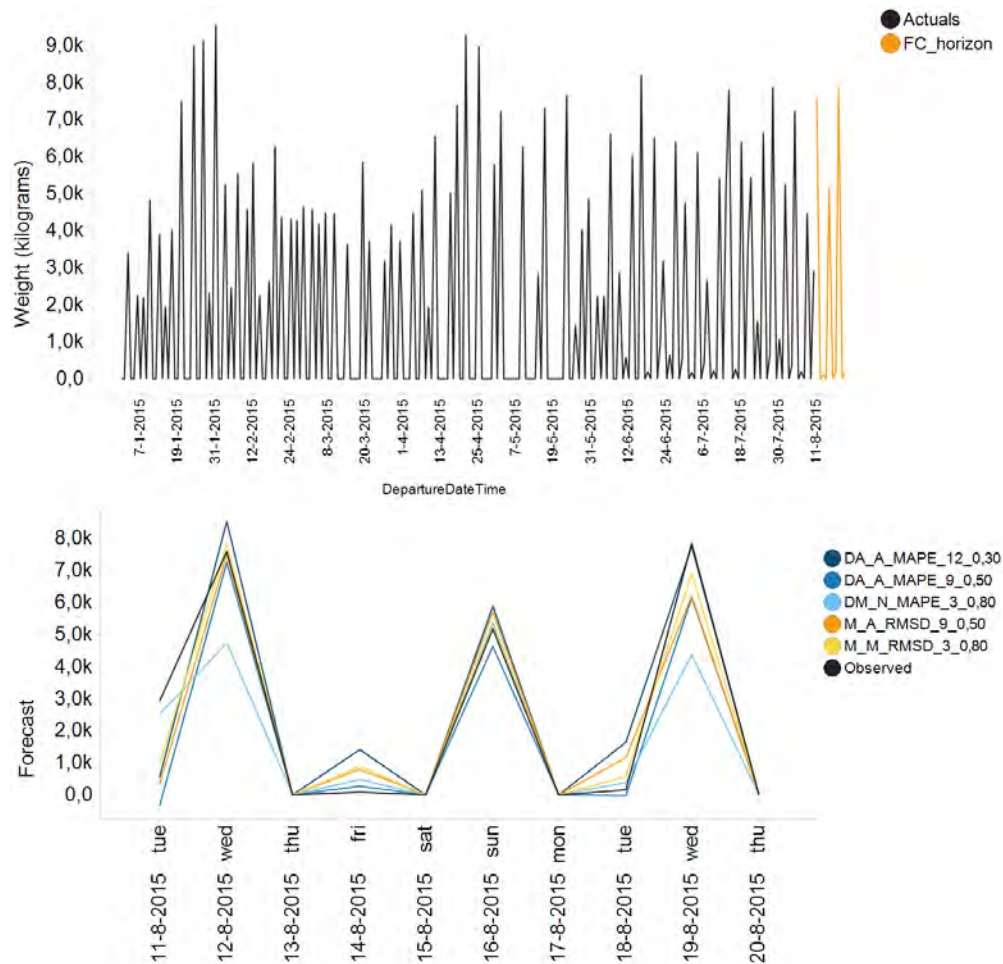 Actuals
FC_horizon
Weight (kilograms)
9,0k
8,0k
7,0k
6,0k
5,0k
4,0k
3,0k
2,0k
1,0k
0,0
7-1-2015
19-1-2015
31-1-2015
12-2-2015
24-2-2015
8-3-2015
20-3-2015
1-4-2015
13-4-2015
25-4-2015
7-5-2015
19-5-2015
31-5-2015
12-6-2015
24-6-2015
6-7-2015
18-7-2015
30-7-2015
11-8-2015
DepartureDateTime
Forecast
8,0k
7,0k
6,0k
5,0k
4,0k
3,0k
2,0k
1,0k
0,0
DA_A_MAPE_12_0,30
DA_A_MAPE_9_0,50
DM_N_MAPE_3_0,80
M_A_RMSD_9_0,50
M_M_RMSD_3_0,80
Observed
11-8-2015 tue
12-8-2015 wed
13-8-2015 thu
14-8-2015 fri
15-8-2015 sat
16-8-2015 sun
17-8-2015 mon
18-8-2015 tue
19-8-2015 wed
20-8-2015 thu